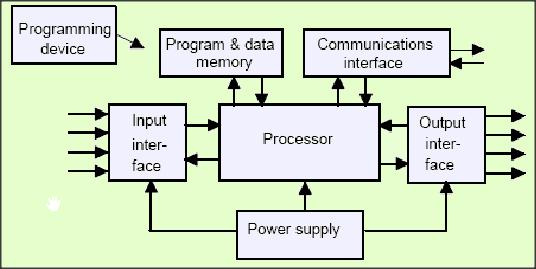 Programming
device
Program & data
memory
Communications
interface
Input
inter-
face
Processor
Output
inter-
face
Power supply